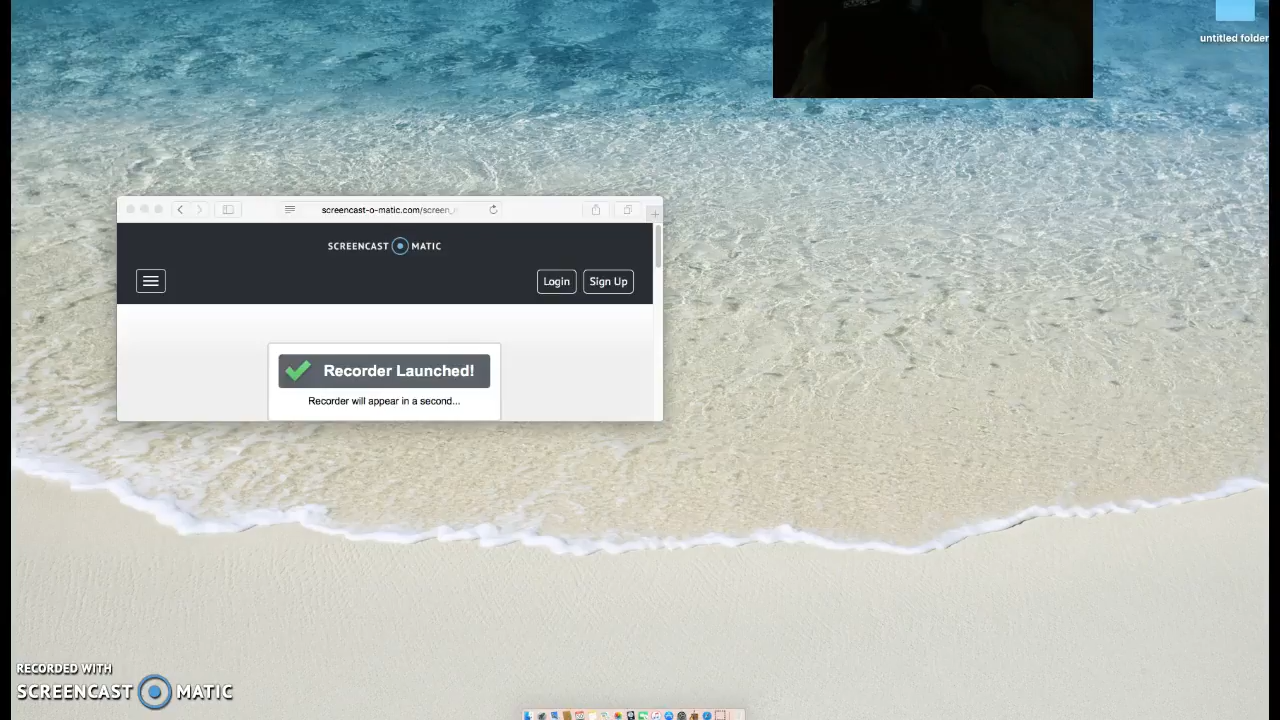 untitled folder
screencast-o-matic.com/screen_
SCREENCAST MATIC
Login Sign Up
Recorder Launched!
Recorder will appear in a second...
RECORDED WITH
SCREENCAST MATIC